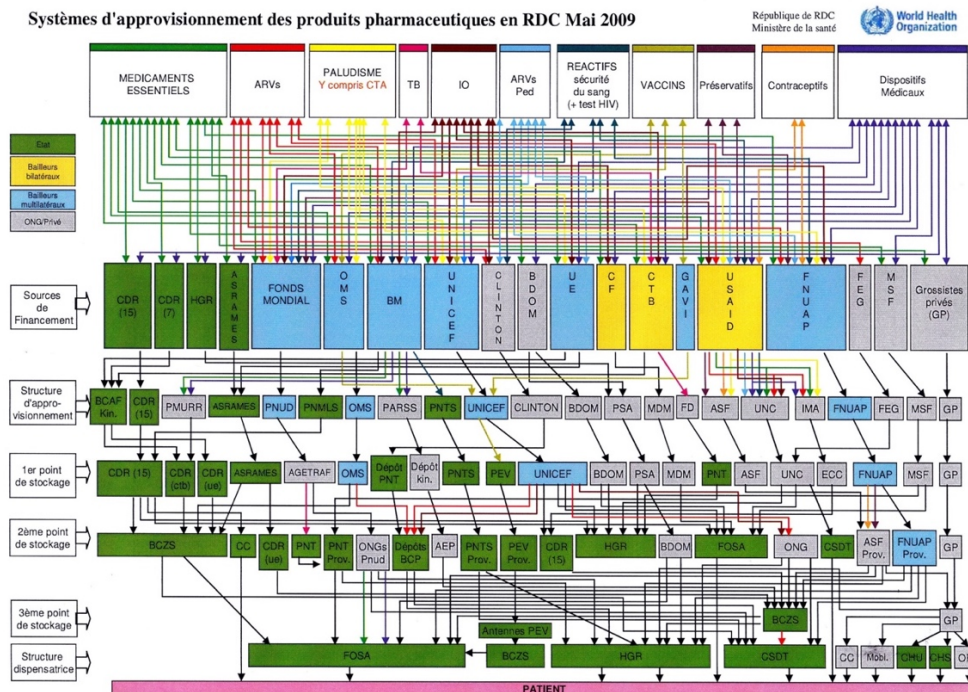 Systèmes d'approvisionnement des produits pharmaceutiques en RDC Mai 2009
République de RDC
Ministère de la santé
World Health
Organization
MEDICAMENTS
ESSENTIELS
ARVs
PALUDISME
Y compris CTA
TB
IO
ARVs
Ped
REACTIFS
sécurité
du sang
(+ test HIV)
VACCINS
Préservatifs
Contraceptifs
Dispositifs
Médicaux
Etat
Bailleurs
bilatéraux
Bailleurs
multilatéraux
ONG/Privé
Sources
de
Financement
CDR
(15)
CDR
(7)
HGR
ASRAMES
FONDS
MONDIAL
OMS
BM
UNICEF
CLINTON
BDOM
UE
CF
CTB
GAVI
USAID
FNUAP
FEG
MSF
Grossistes
privés
(GP)
Structure
d'appro-
visionnement
BCAF
Kin.
CDR
(15)
PMURR
ASRAMES
PNUD
PNMLS
OMS
PARSS
PNTS
UNICEF
CLINTON
BDOM
PSA
MDM
FD
ASF
UNC
IMA
FNUAP
FEG
MSF
GP
1er point
de stockage
CDR (15)
CDR
(ctb)
CDR
(ue)
ASRAMES
AGETRAF
OMS
Dépôt
PNT
Dépôt
kin.
PNTS
PEV
UNICEF
BDOM
PSA
MDM
PNT
ASF
UNC
ECC
FNUAP
MSF
GP
2ème point
de stockage
BCZS
CC
CDR
(ue)
PNT
PNT
Prov.
ONGs
Pnud
Dépôts
BCP
AEP
PNTS
Prov.
PEV
Prov.
CDR
(15)
HGR
BDOM
FOSA
ONG
CSDT
ASF
Prov.
FNUAP
Prov.
GP
3ème point
de stockage
BCZS
GP
Antennes PEV
Structure
dispensatrice
FOSA
BCZS
HGR
CSDT
CC
Mobi.
CHU
CHS
PATIENT